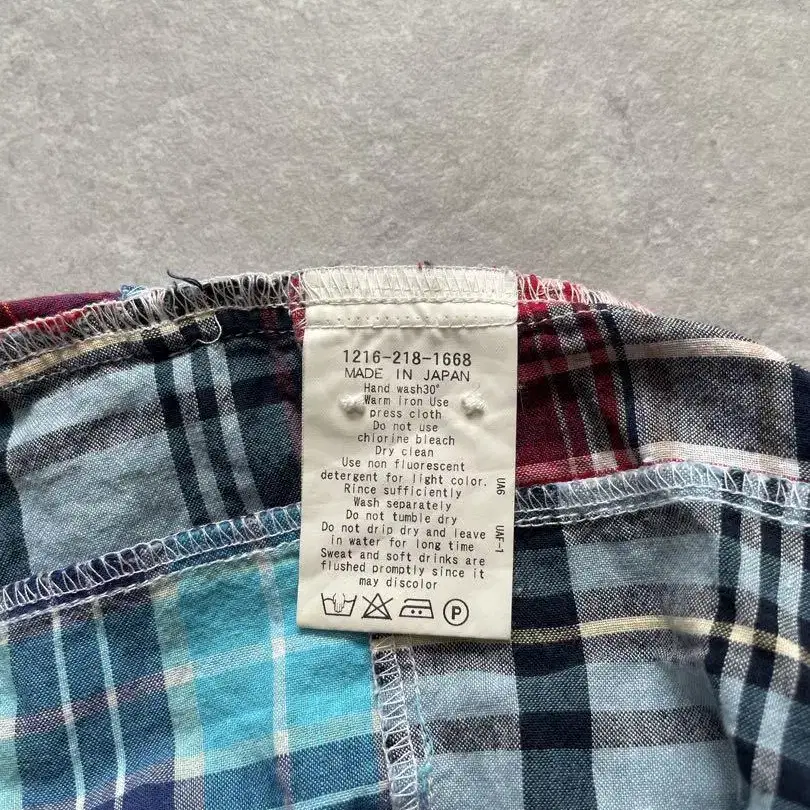 1216-218-1668
MADE IN JAPAN
Hand wash30°
Warm iron Use
press cloth
Do not use
chlorine bleach
Dry clean
Use non fluorescent
detergent for light color.
Rince sufficiently
Wash separately
Do not tumble dry
Do not drip dry and leave
in water for long time
Sweat and soft drinks are
flushed promptly since it
may discolor
P
UA6
UAF-1